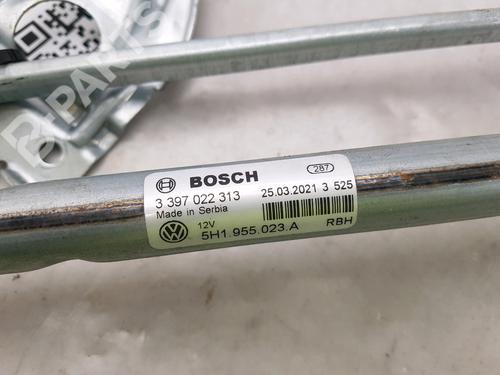 B-PARTS
BOSCH 287
3 397 022 313 25.03.2021 3 525
Made in Serbia
12V
5H1.955.023.A RBH